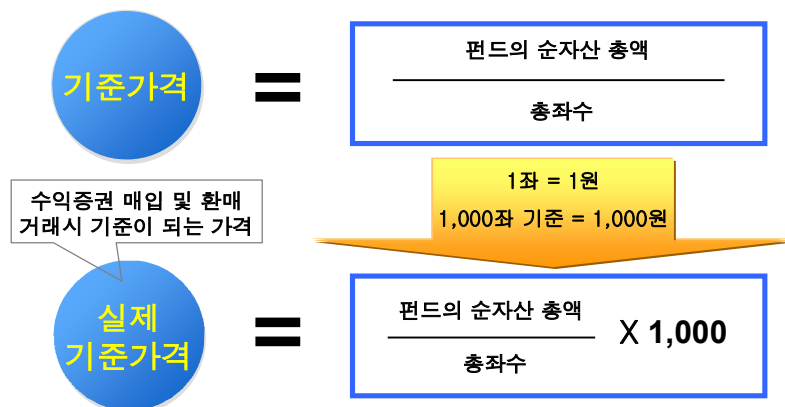 기준가격
=
펀드의 순자산 총액
총좌수
수익증권 매입 및 환매
거래시 기준이 되는 가격
1좌 = 1원
1,000좌 기준 = 1,000원
실제
기준가격
=
펀드의 순자산 총액
총좌수
X 1,000